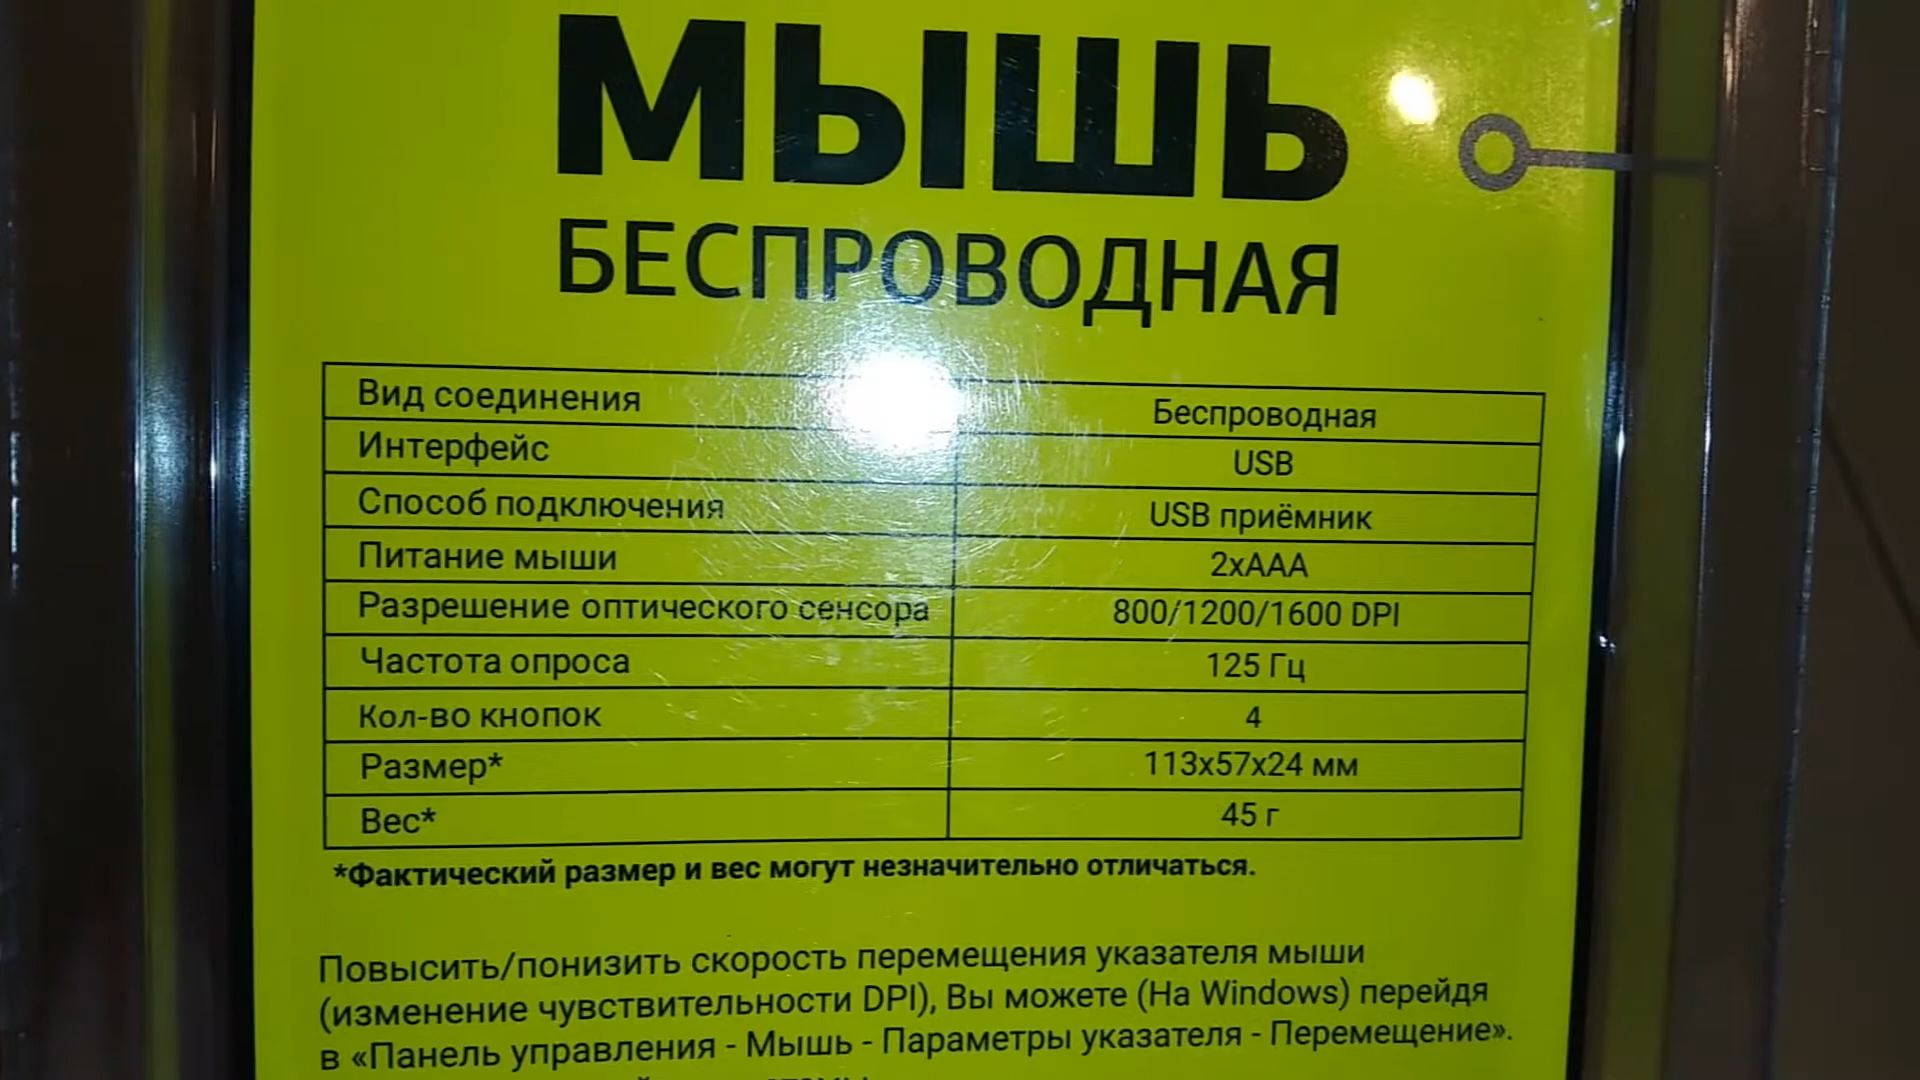 МЫШЬ
БЕСПРОВОДНАЯ
Вид соединения Беспроводная
Интерфейс USB
Способ подключения USB приёмник
Питание мыши 2xAAA
Разрешение оптического сенсора 800/1200/1600 DPI
Частота опроса 125 Гц
Кол-во кнопок 4
Размер* 113x57x24 мм
Вес* 45 г
*Фактический размер и вес могут незначительно отличаться.
Повысить/понизить скорость перемещения указателя мыши
(изменение чувствительности DPI), Вы можете (На Windows) перейдя
в «Панель управления - Мышь - Параметры указателя - Перемещение».